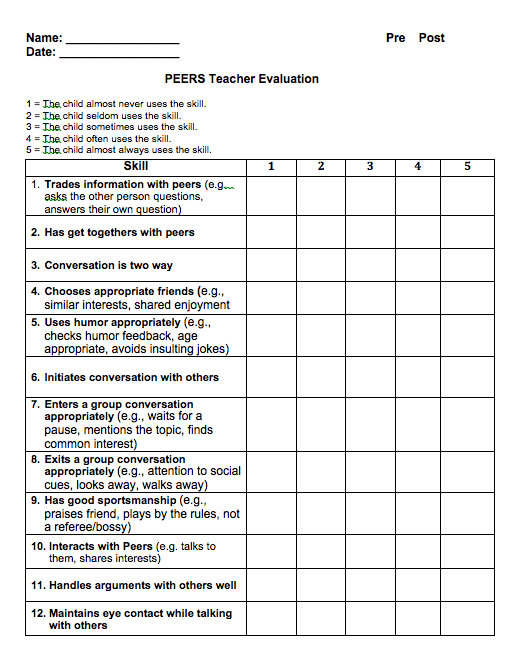 Name: _________________ Pre Post
Date: __________________
PEERS Teacher Evaluation
1 = The child almost never uses the skill.
2 = The child seldom uses the skill.
3 = The child sometimes uses the skill.
4 = The child often uses the skill.
5 = The child almost always uses the skill.
Skill 1 2 3 4 5
1. Trades information with peers (e.g.,
asks the other person questions,
answers their own question)
2. Has get togethers with peers
3. Conversation is two way
4. Chooses appropriate friends (e.g.,
similar interests, shared enjoyment
5. Uses humor appropriately (e.g.,
checks humor feedback, age
appropriate, avoids insulting jokes)
6. Initiates conversation with others
7. Enters a group conversation
appropriately (e.g., waits for a
pause, mentions the topic, finds
common interest)
8. Exits a group conversation
appropriately (e.g., attention to social
cues, looks away, walks away)
9. Has good sportsmanship (e.g.,
praises friend, plays by the rules, not
a referee/bossy)
10. Interacts with Peers (e.g. talks to
them, shares interests)
11. Handles arguments with others well
12. Maintains eye contact while talking
with others